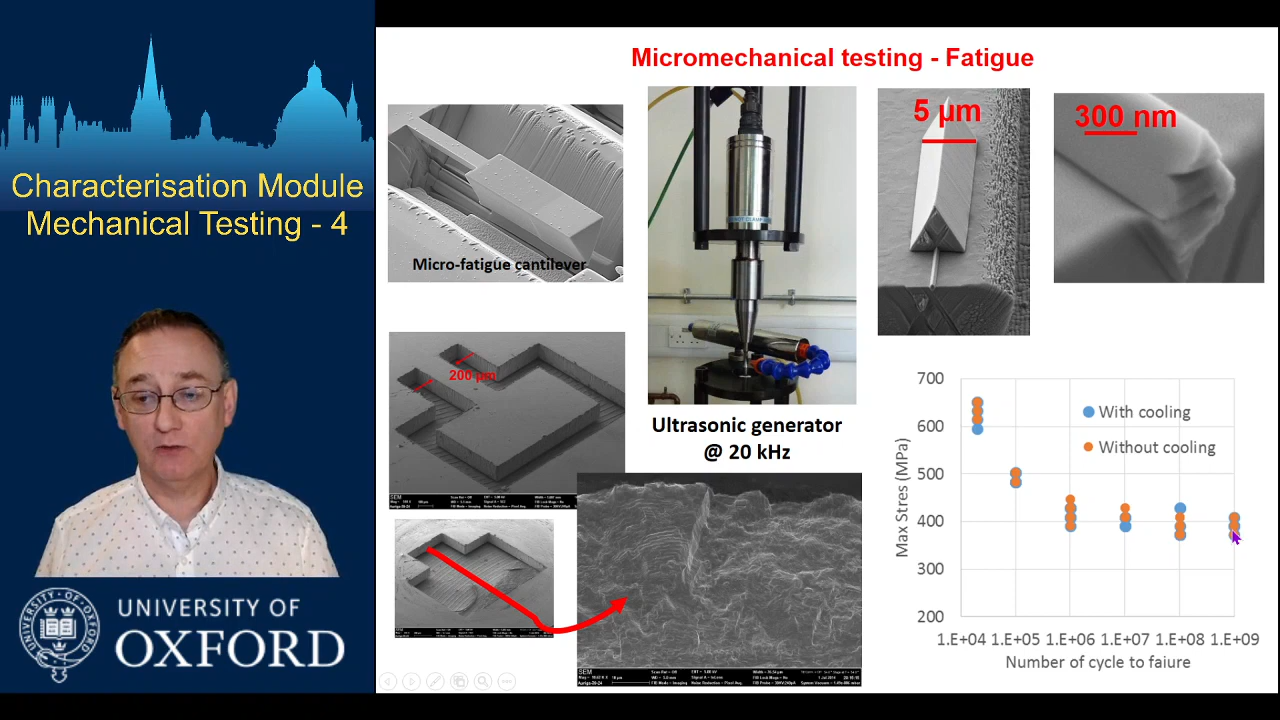 Characterisation Module
Mechanical Testing - 4
UNIVERSITY OF
OXFORD
Micromechanical testing - Fatigue
Micro-fatigue cantilever
200 µm
Ultrasonic generator
@ 20 kHz
5 µm
300 nm
700
600
500
400
300
200
Max Stres (MPa)
With cooling
Without cooling
1.E+04
1.E+05
1.E+06
1.E+07
1.E+08
1.E+09
Number of cycle to faiure
SEM
SEM